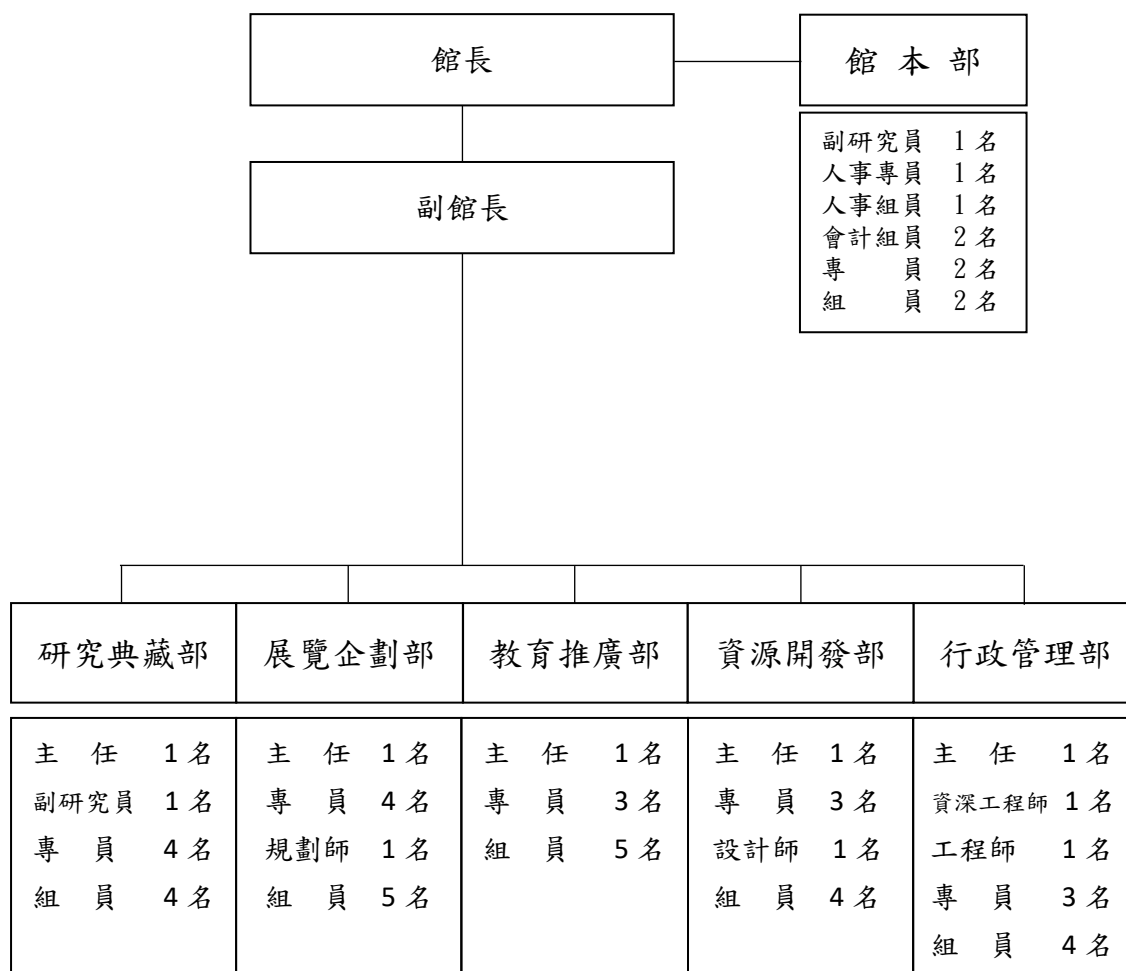 館長
館本部
副研究員 1名
人事專員 1名
人事組員 1名
會計組員 2名
專員 2名
組員 2名
副館長
研究典藏部
主任 1名
副研究員 1名
專員 4名
組員 4名
展覽企劃部
主任 1名
專員 4名
規劃師 1名
組員 5名
教育推廣部
主任 1名
專員 3名
組員 5名
資源開發部
主任 1名
專員 3名
設計師 1名
組員 4名
行政管理部
主任 1名
資深工程師 1名
工程師 1名
專員 3名
組員 4名